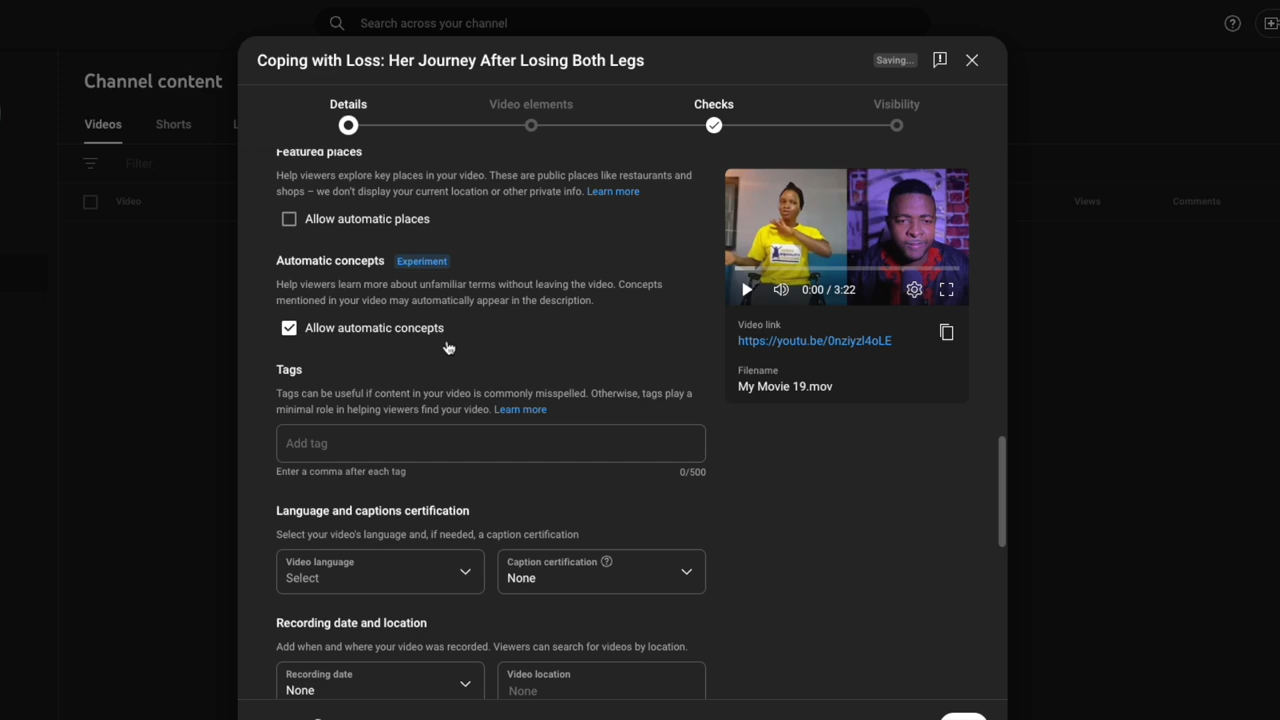 Search across your channel
Coping with Loss: Her Journey After Losing Both Legs
Saving...
Channel content
Details
Video elements
Checks
Visibility
Videos
Shorts
L
Filter
Video
Views
Comments
Featured places
Help viewers explore key places in your video. These are public places like restaurants and
shops – we don't display your current location or other private info. Learn more
Allow automatic places
Automatic concepts
Experiment
Help viewers learn more about unfamiliar terms without leaving the video. Concepts
mentioned in your video may automatically appear in the description.
Allow automatic concepts
0:00 / 3:22
Video link
https://youtu.be/0nziyzl4oLE
Filename
My Movie 19.mov
Tags
Tags can be useful if content in your video is commonly misspelled. Otherwise, tags play a
minimal role in helping viewers find your video. Learn more
Add tag
Enter a comma after each tag
0/500
Language and captions certification
Select your video's language and, if needed, a caption certification
Video language
Select
Caption certification
None
Recording date and location
Add when and where your video was recorded. Viewers can search for videos by location.
Recording date
None
Video location
None